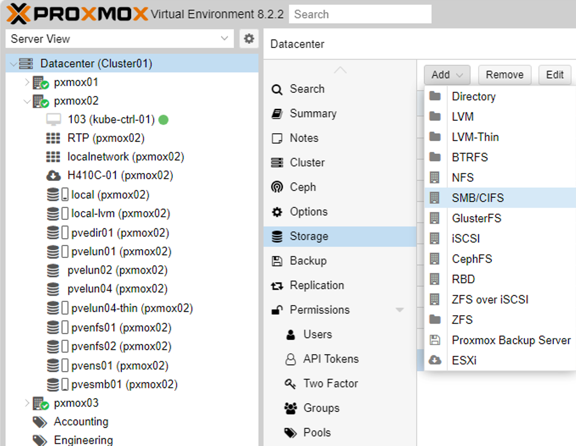 PROXMOX Virtual Environment 8.2.2 Search
Server View
Datacenter (Cluster01)
pxmox01
pxmox02
103 (kube-ctrl-01)
RTP (pxmox02)
localnetwork (pxmox02)
H410C-01 (pxmox02)
local (pxmox02)
local-lvm (pxmox02)
pvedir01 (pxmox02)
pvelun01 (pxmox02)
pvelun02 (pxmox02)
pvelun04 (pxmox02)
pvelun04-thin (pxmox02)
pvenfs01 (pxmox02)
pvenfs02 (pxmox02)
pvens01 (pxmox02)
pvesmb01 (pxmox02)
pxmox03
Accounting
Engineering
Datacenter
Search
Summary
Notes
Cluster
Ceph
Options
Storage
Backup
Replication
Permissions
Users
API Tokens
Two Factor
Groups
Pools
Add Remove Edit
Directory
LVM
LVM-Thin
BTRFS
NFS
SMB/CIFS
GlusterFS
iSCSI
CephFS
RBD
ZFS over iSCSI
ZFS
Proxmox Backup Server
ESXi